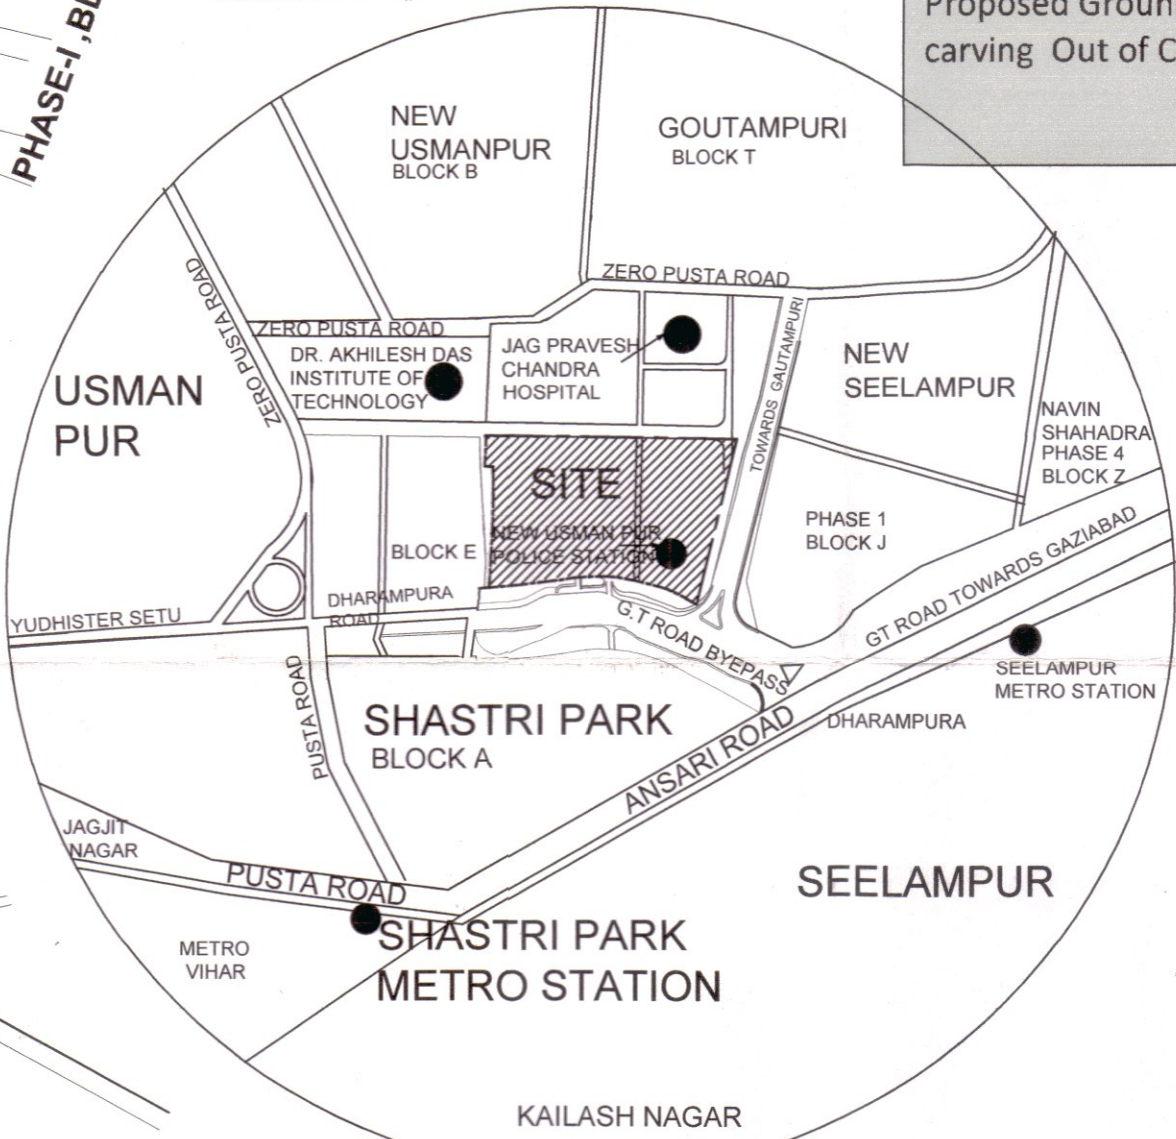 Proposed Groun
carving Out of C
PHASE-I ,BL
NEW
USMANPUR
BLOCK B
GOUTAMPURI
BLOCK T
ZERO PUSTA ROAD
ZERO PUSTA ROAD
ZERO PUSTA ROAD
DR. AKHILESH DAS
INSTITUTE OF
TECHNOLOGY
JAG PRAVESH
CHANDRA
HOSPITAL
TOWARDS GAUTAMPURI
NEW
SEELAMPUR
USMAN
PUR
NAVIN
SHAHADRA
PHASE 4
BLOCK Z
SITE
NEW USMAN PUR
POLICE STATION
PHASE 1
BLOCK J
BLOCK E
DHARAMPURA
ROAD
YUDHISTER SETU
G.T ROAD BYEPASS
GT ROAD TOWARDS GAZIABAD
SEELAMPUR
METRO STATION
PUSTA ROAD
SHASTRI PARK
BLOCK A
ANSARI ROAD
DHARAMPURA
JAGJIT
NAGAR
PUSTA ROAD
SEELAMPUR
SHASTRI PARK
METRO STATION
METRO
VIHAR
KAILASH NAGAR